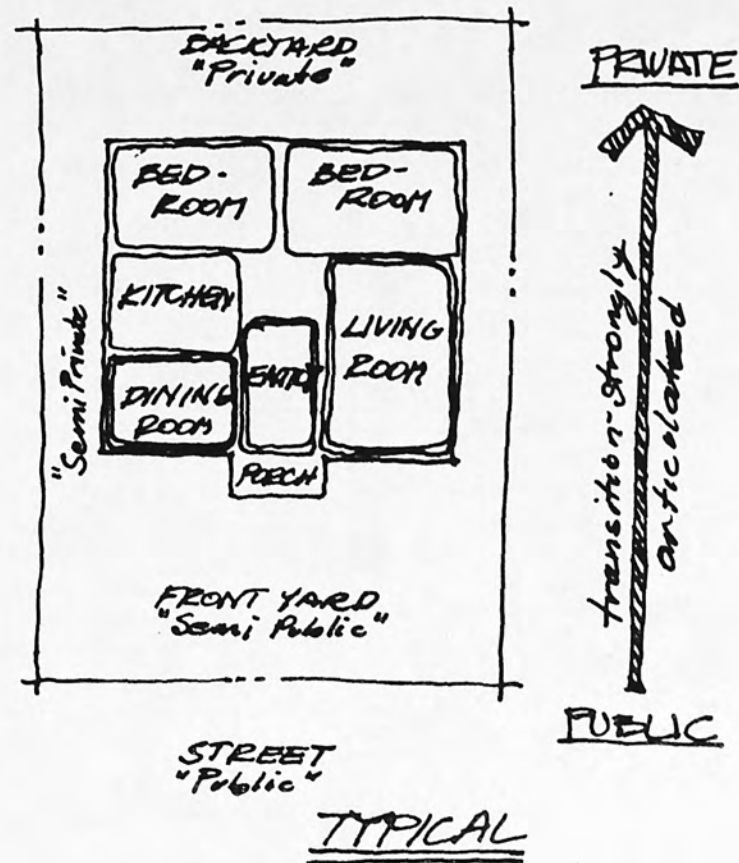 BACKYARD
"Private"
PRIVATE
BED-
ROOM
BED-
ROOM
KITCHEN
LIVING
ROOM
ENTRY
DINING
ROOM
PORCH
"Semi Private"
transition-strongly
articulated
FRONT YARD
"Semi Public"
PUBLIC
STREET
"Public"
TYPICAL